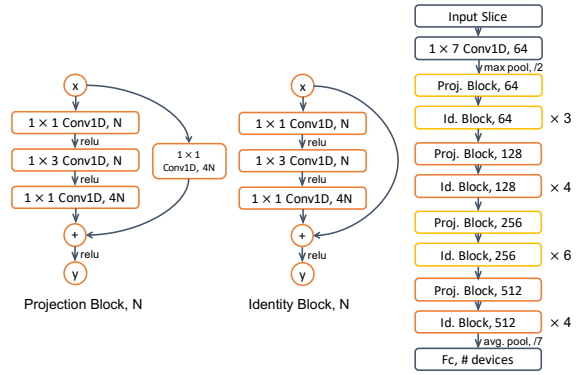 x
1 × 1 Conv1D, N
relu
1 × 3 Conv1D, N
relu
1 × 1 Conv1D, 4N
1 × 1
Conv1D, 4N
+
relu
y
Projection Block, N
x
1 × 1 Conv1D, N
relu
1 × 3 Conv1D, N
relu
1 × 1 Conv1D, 4N
+
relu
y
Identity Block, N
Input Slice
1 × 7 Conv1D, 64
max pool, /2
Proj. Block, 64
Id. Block, 64 × 3
Proj. Block, 128
Id. Block, 128 × 4
Proj. Block, 256
Id. Block, 256 × 6
Proj. Block, 512
Id. Block, 512 × 4
avg. pool, /7
Fc, # devices